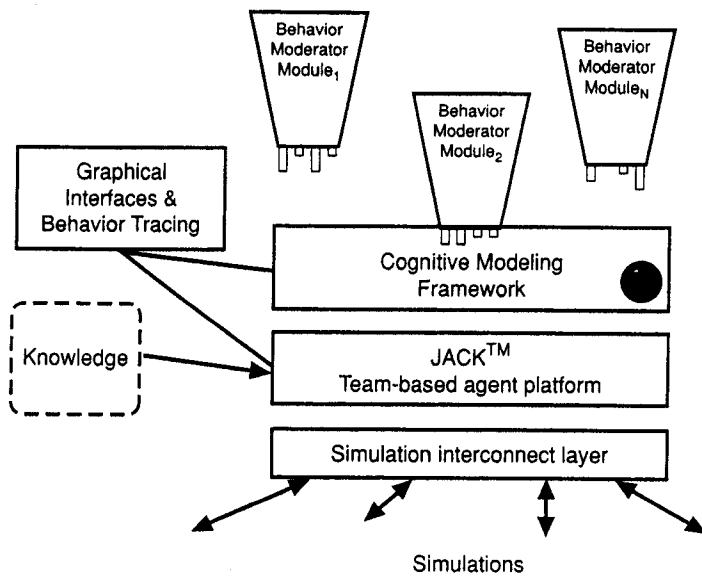 Behavior
Moderator
Module1
Behavior
Moderator
Module2
Behavior
Moderator
ModuleN
Graphical
Interfaces &
Behavior Tracing
Cognitive Modeling
Framework
Knowledge
JACK™
Team-based agent platform
Simulation interconnect layer
Simulations